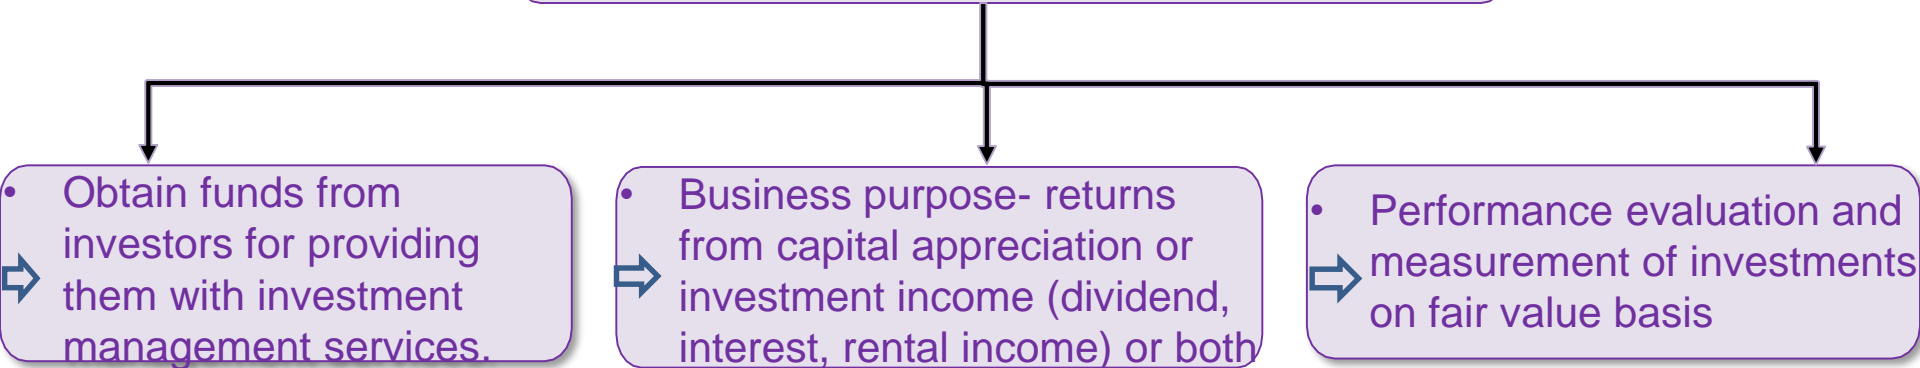 • Obtain funds from
investors for providing
them with investment
management services.
• Business purpose- returns
from capital appreciation or
investment income (dividend,
interest, rental income) or both
• Performance evaluation and
measurement of investments
on fair value basis